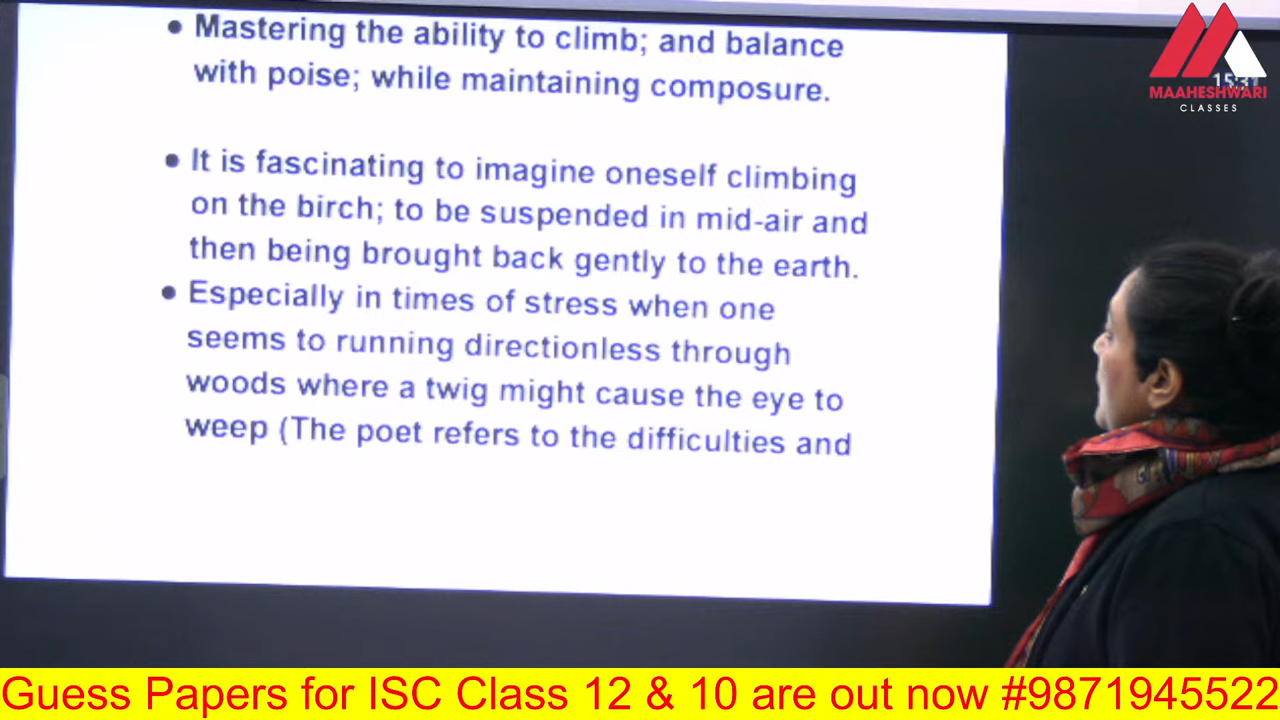 • Mastering the ability to climb; and balance
with poise; while maintaining composure.
• It is fascinating to imagine oneself climbing
on the birch; to be suspended in mid-air and
then being brought back gently to the earth.
• Especially in times of stress when one
seems to running directionless through
woods where a twig might cause the eye to
weep (The poet refers to the difficulties and
MAAHESHWARI
CLASSES
Guess Papers for ISC Class 12 & 10 are out now #9871945522